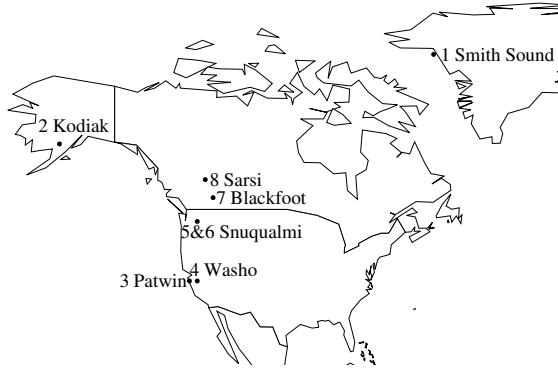 1 Smith Sound
2 Kodiak
8 Sarsi
7 Blackfoot
5&6 Snuqualmi
4 Washo
3 Patwin